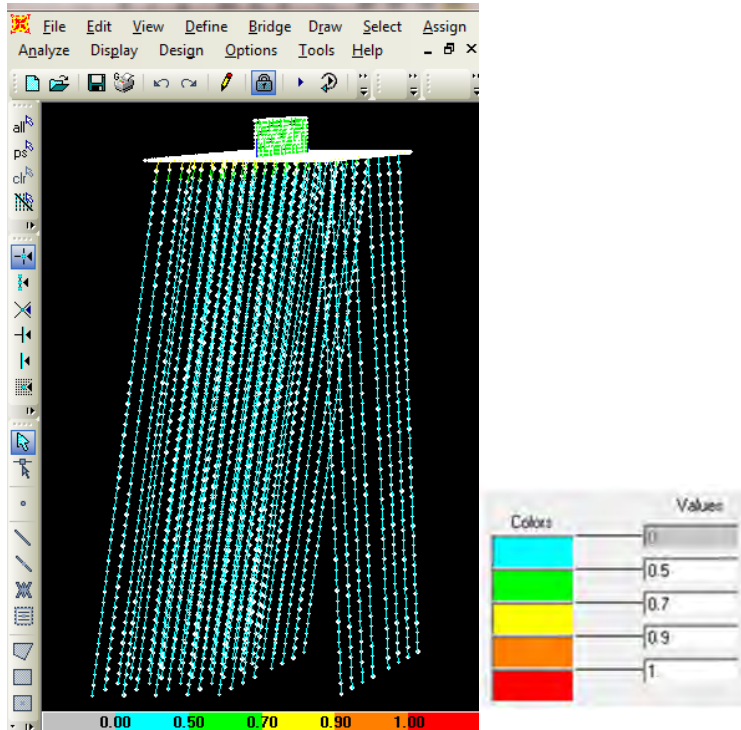 File Edit View Define Bridge Draw Select Assign
Analyze Display Design Options Tools Help
all
ps
clr
0.00 0.50 0.70 0.90 1.00
Colors Values
0
0.5
0.7
0.9
1